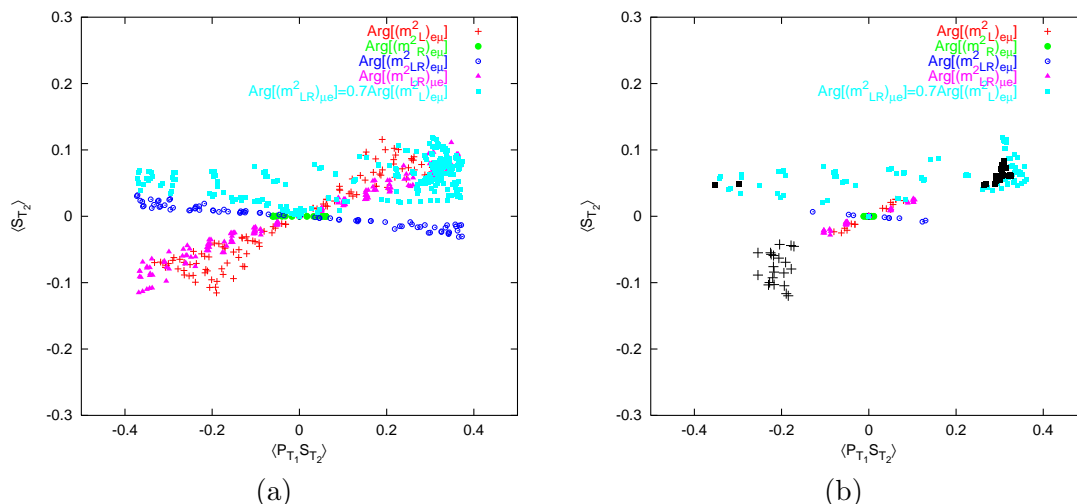 0.3
0.2
0.1
0
-0.1
-0.2
-0.3
-0.4 -0.2 0 0.2 0.4
⟨S_T2⟩
⟨P_T1 S_T2⟩
Arg[(m²_L)_eμ]
Arg[(m²_R)_eμ]
Arg[(m²_LR)_eμ]
Arg[(m²_LR)_μe]
Arg[(m²_LR)_μe]=0.7Arg[(m²_L)_eμ]
(a)
0.3
0.2
0.1
0
-0.1
-0.2
-0.3
-0.4 -0.2 0 0.2 0.4
⟨S_T2⟩
⟨P_T1 S_T2⟩
Arg[(m²_L)_eμ]
Arg[(m²_R)_eμ]
Arg[(m²_LR)_eμ]
Arg[(m²_LR)_μe]
Arg[(m²_LR)_μe]=0.7Arg[(m²_L)_eμ]
(b)